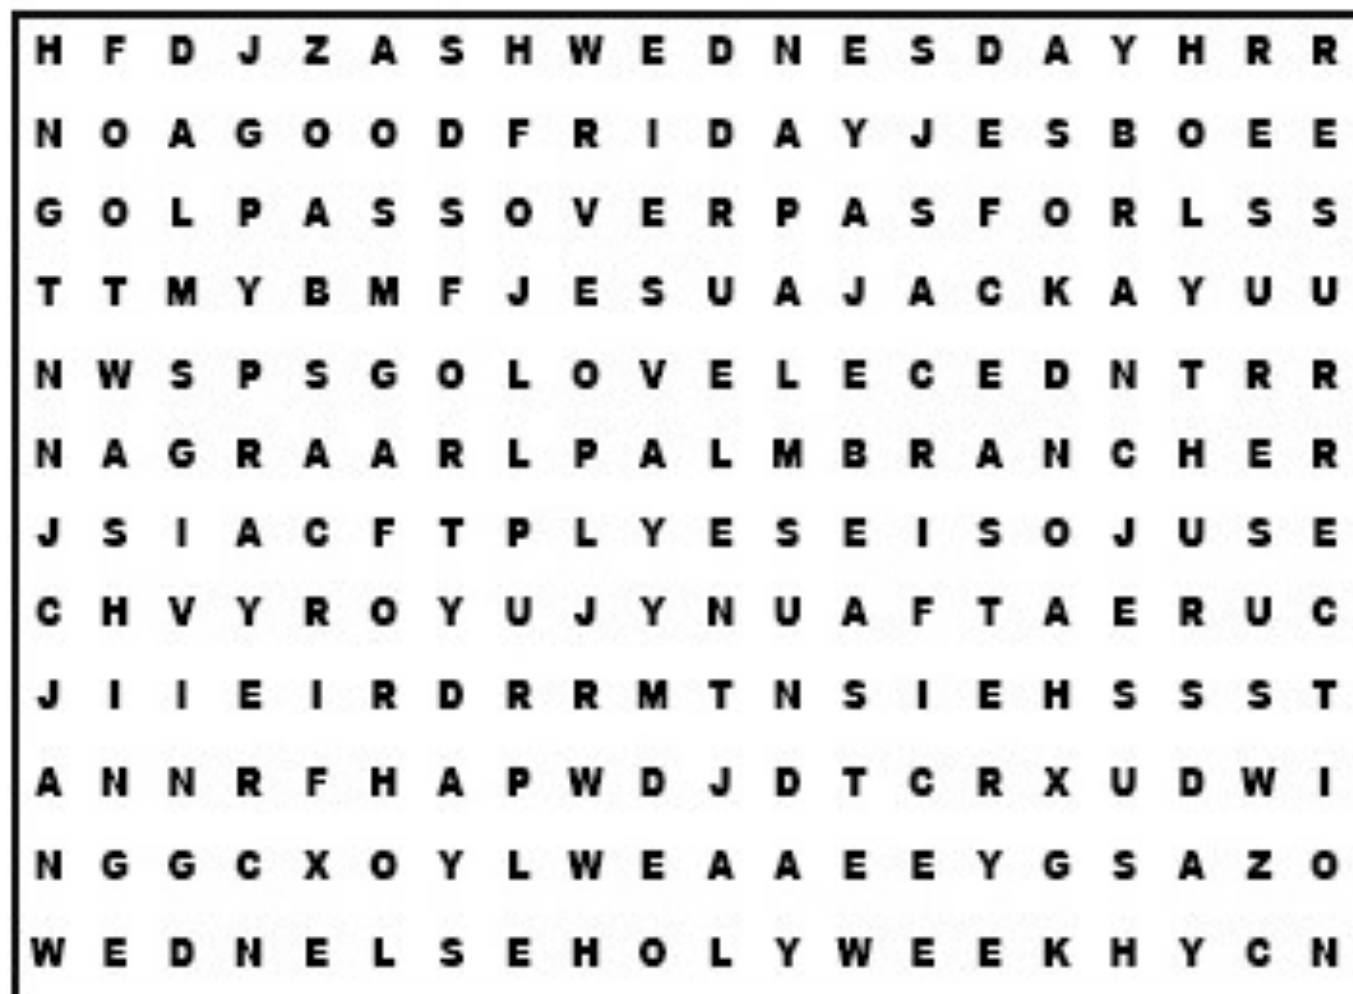 H F D J Z A S H W E D N E S D A Y H R R
N O A G O O D F R I D A Y J E S B O E E
G O L P A S S O V E R P A S F O R L S S
T T M Y B M F J E S U A J A C K A Y U U
N W S P S G O L O V E L E C E D N T R R
N A G R A A R L P A L M B R A N C H E R
J S I A C F T P L Y E S E I S O J U S E
C H V Y R O Y U J Y N U A F T A E R U C
J I I E I R D R R M T N S I E H S S S T
A N N R F H A P W D J D T C R X U D W I
N G G C X O Y L W E A A E E Y G S A Z O
W E D N E L S E H O L Y W E E K H Y C N